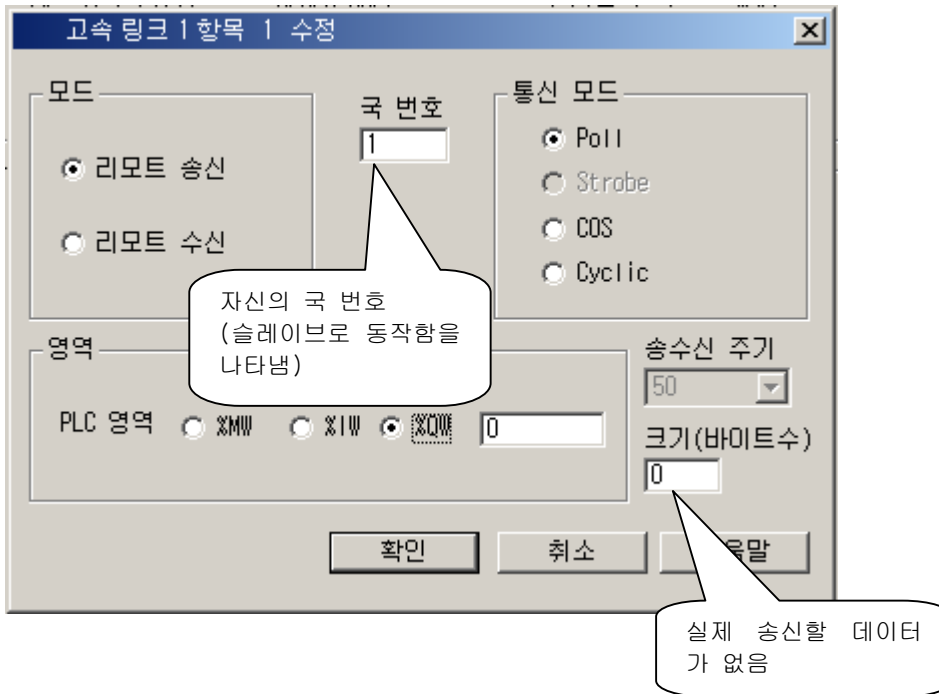 고속 링크 1 항목 1 수정
모드
리모트 송신
리모트 수신
국 번호
1
통신 모드
Poll
Strobe
COS
Cyclic
자신의 국 번호
(슬레이브로 동작함을
나타냄)
영역
PLC 영역 %MW %IW %QW 0
송수신 주기
50
크기(바이트수)
0
확인 취소 움말
실제 송신할 데이터
가 없음